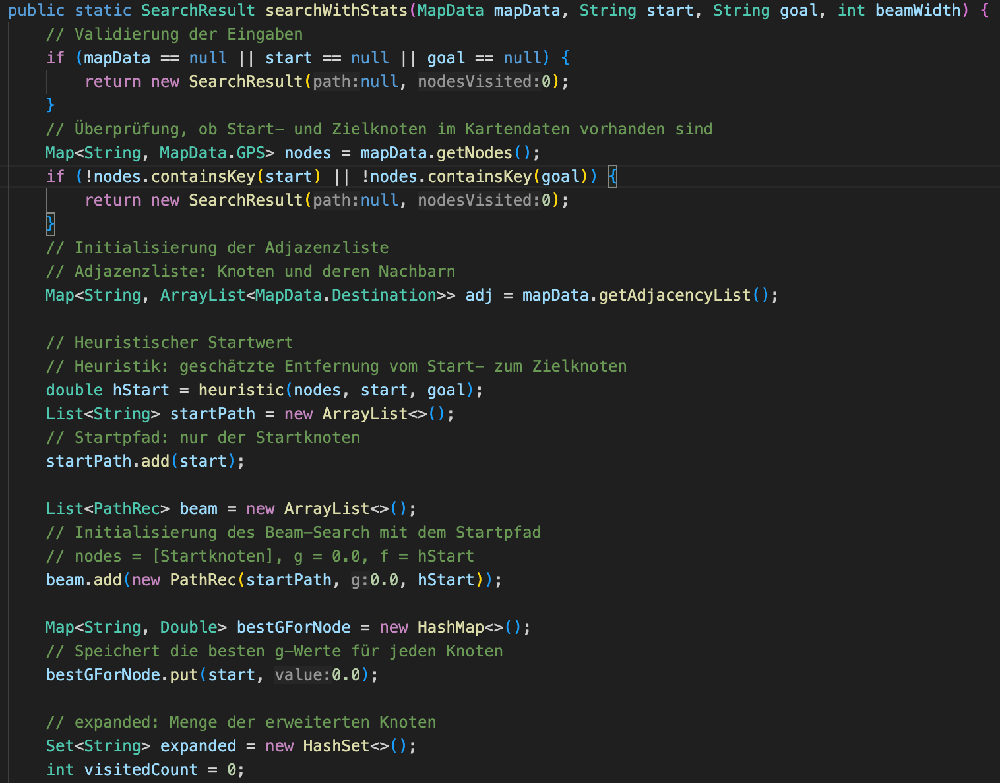 public static SearchResult searchWithStats(MapData mapData, String start, String goal, int beamWidth) {
// Validierung der Eingaben
if (mapData == null || start == null || goal == null) {
return new SearchResult(path:null, nodesVisited:0);
}
// Überprüfung, ob Start- und Zielknoten im Kartendaten vorhanden sind
Map<String, MapData.GPS> nodes = mapData.getNodes();
if (!nodes.containsKey(start) || !nodes.containsKey(goal)) {
return new SearchResult(path:null, nodesVisited:0);
}
// Initialisierung der Adjazenzliste
// Adjazenzliste: Knoten und deren Nachbarn
Map<String, ArrayList<MapData.Destination>> adj = mapData.getAdjacencyList();
// Heuristischer Startwert
// Heuristik: geschätzte Entfernung vom Start- zum Zielknoten
double hStart = heuristic(nodes, start, goal);
List<String> startPath = new ArrayList<>();
// Startpfad: nur der Startknoten
startPath.add(start);
List<PathRec> beam = new ArrayList<>();
// Initialisierung des Beam-Search mit dem Startpfad
// nodes = [Startknoten], g = 0.0, f = hStart
beam.add(new PathRec(startPath, g:0.0, hStart));
Map<String, Double> bestGForNode = new HashMap<>();
// Speichert die besten g-Werte für jeden Knoten
bestGForNode.put(start, value:0.0);
// expanded: Menge der erweiterten Knoten
Set<String> expanded = new HashSet<>();
int visitedCount = 0;